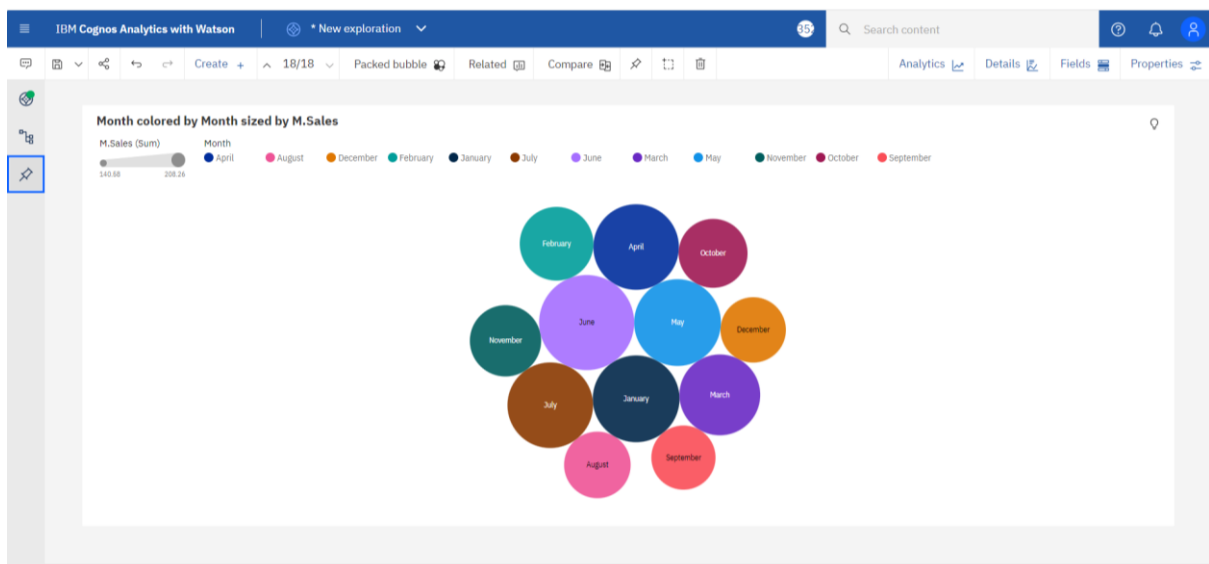 IBM Cognos Analytics with Watson
* New exploration
35
Search content
Create +
18/18
Packed bubble
Related
Compare
Analytics
Details
Fields
Properties
Month colored by Month sized by M.Sales
M.Sales (Sum)
140.88
208.26
Month
April
August
December
February
January
July
June
March
May
November
October
September
February
April
October
June
May
December
November
July
January
March
August
September